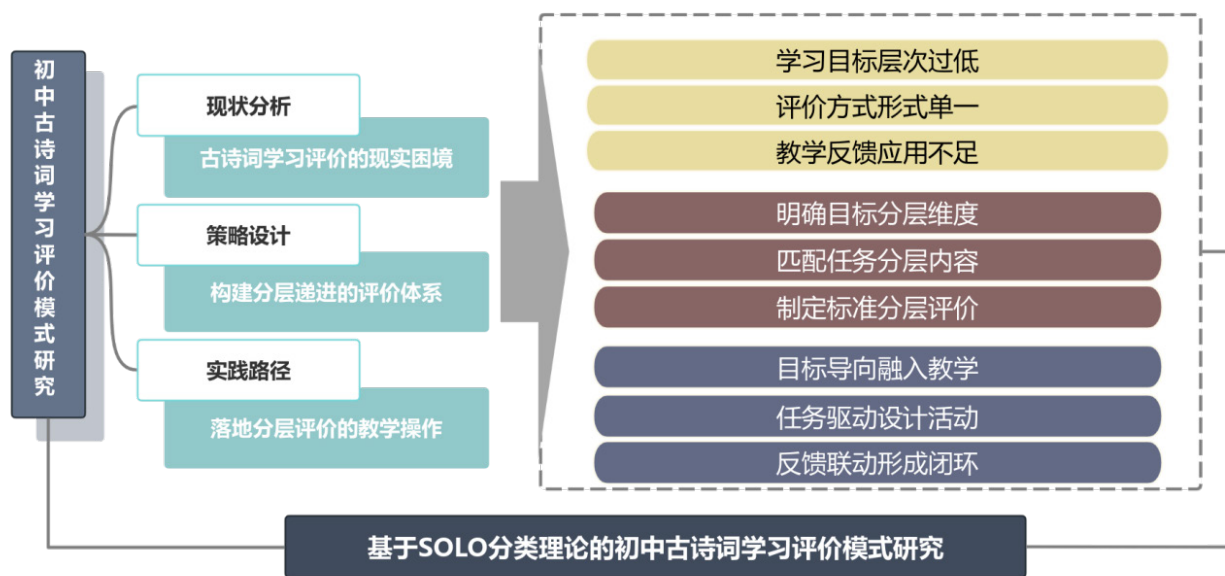 初中古诗词学习评价模式研究
现状分析
古诗词学习评价的现实困境
策略设计
构建分层递进的评价体系
实践路径
落地分层评价的教学操作
学习目标层次过低
评价方式形式单一
教学反馈应用不足
明确目标分层维度
匹配任务分层内容
制定标准分层评价
目标导向融入教学
任务驱动设计活动
反馈联动形成闭环
基于SOLO分类理论的初中古诗词学习评价模式研究